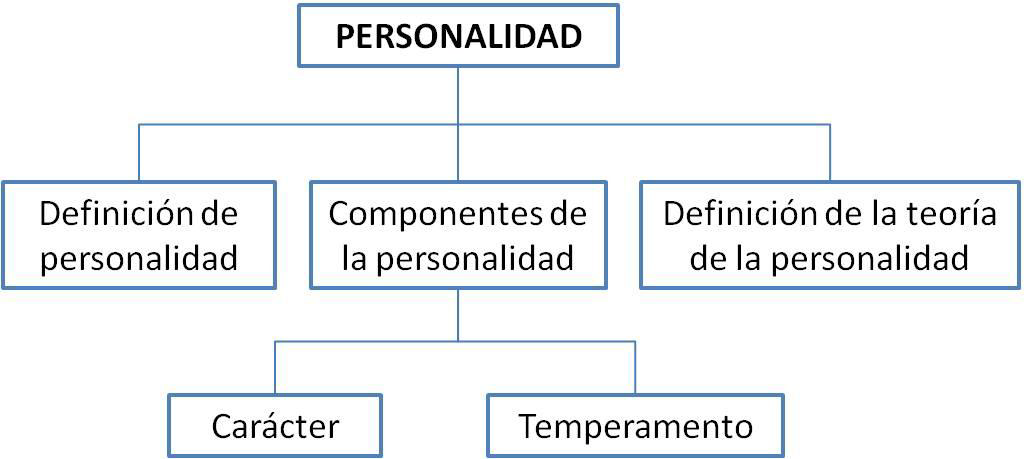 PERSONALIDAD
Definición de
personalidad
Componentes de
la personalidad
Definición de la teoría
de la personalidad
Carácter
Temperamento